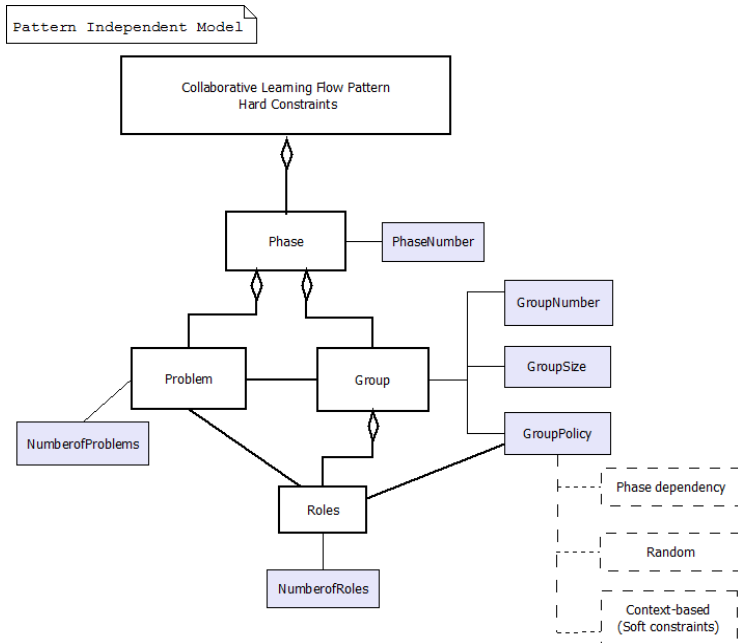 Pattern Independent Model
Collaborative Learning Flow Pattern
Hard Constraints
Phase
PhaseNumber
GroupNumber
Problem
Group
GroupSize
NumberofProblems
GroupPolicy
Phase dependency
Roles
Random
NumberofRoles
Context-based
(Soft constraints)